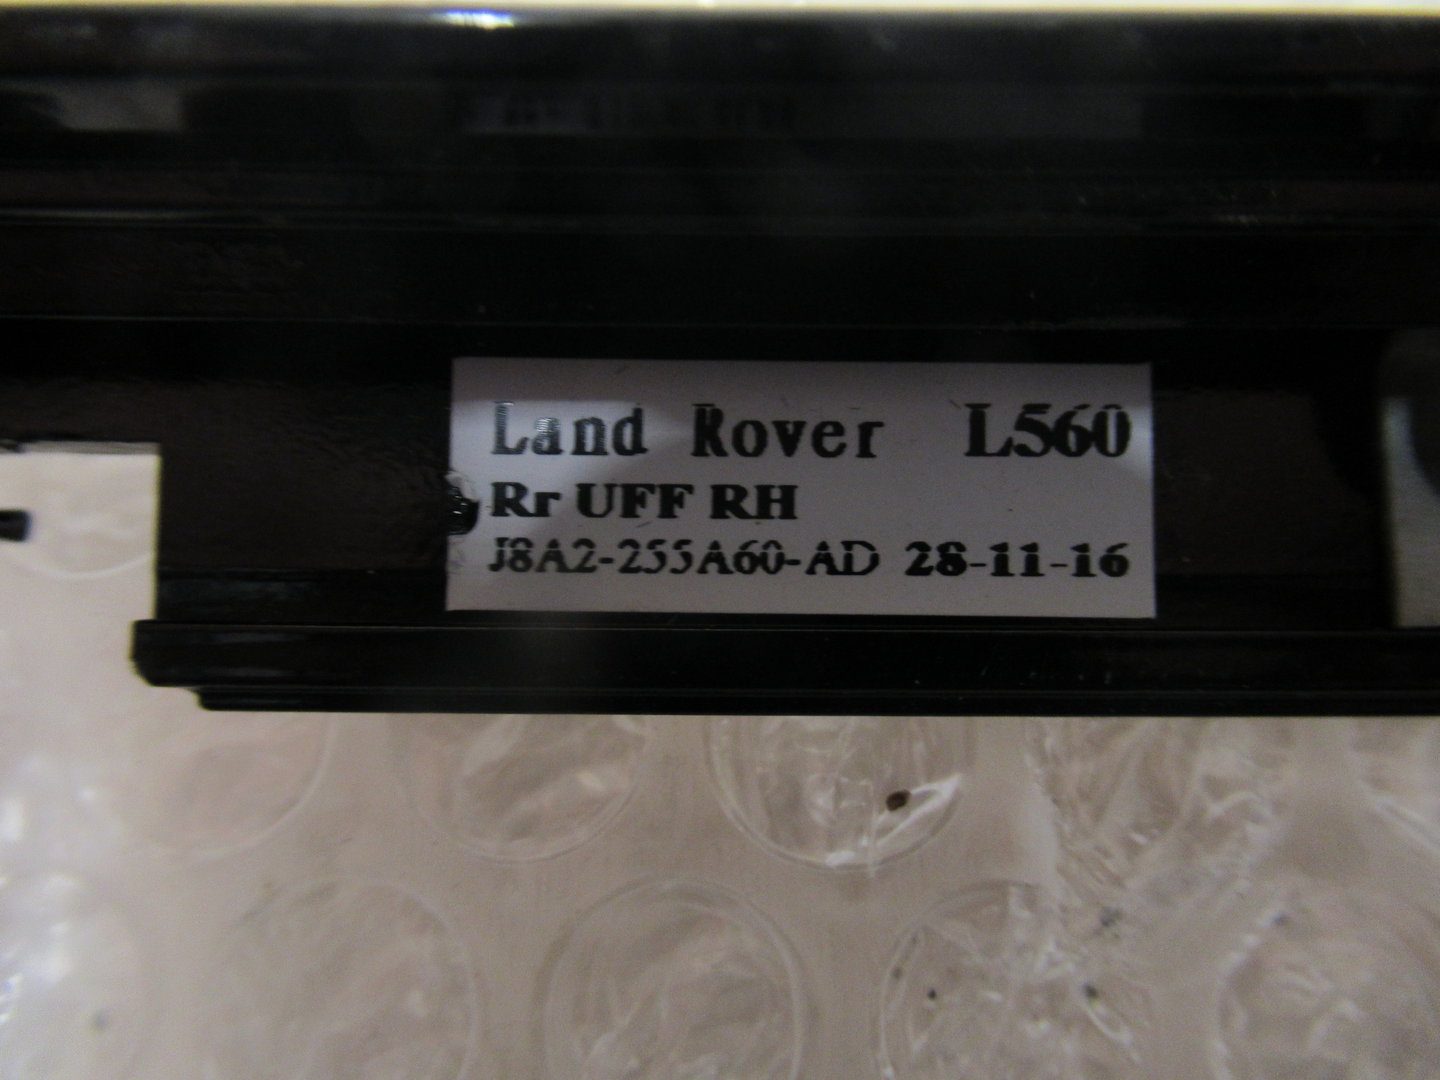 Land Rover L560
Rr UFF RH
J8A2-255A60-AD 28-11-16